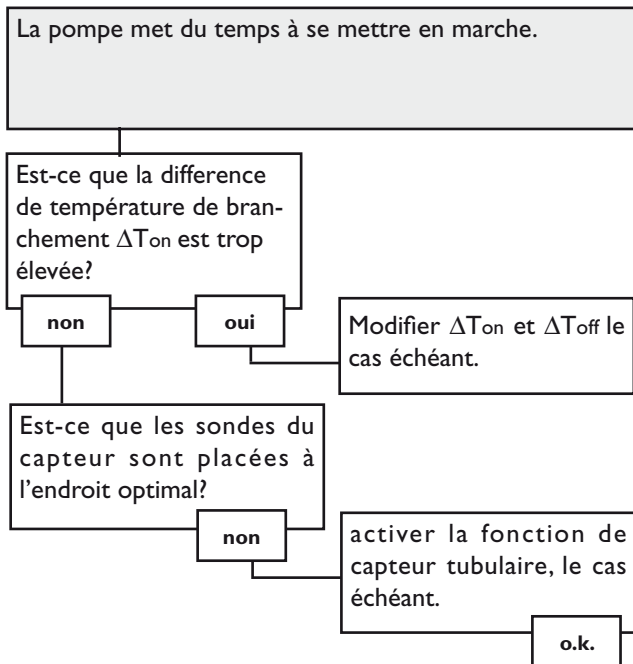 La pompe met du temps à se mettre en marche.
Est-ce que la difference
de température de bran-
chement ΔTon est trop
élevée?
non
oui
Modifier ΔTon et ΔToff le
cas échéant.
Est-ce que les sondes du
capteur sont placées à
l'endroit optimal?
non
activer la fonction de
capteur tubulaire, le cas
échéant.
o.k.